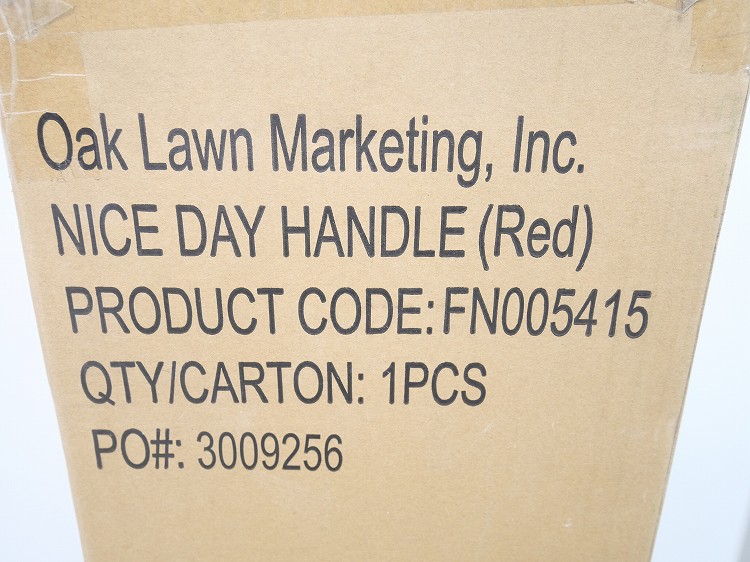 Oak Lawn Marketing, Inc.
NICE DAY HANDLE (Red)
PRODUCT CODE: FN005415
QTY/CARTON: 1PCS
PO#: 3009256